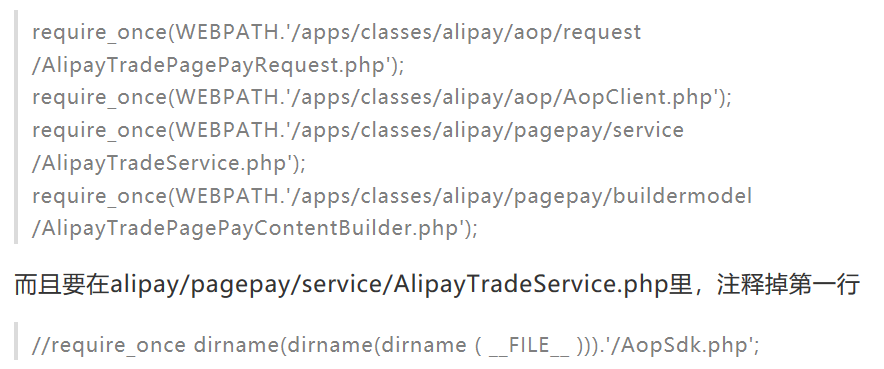 require_once(WEBPATH.'/apps/classes/alipay/aop/request
/AlipayTradePagePayRequest.php');
require_once(WEBPATH.'/apps/classes/alipay/aop/AopClient.php');
require_once(WEBPATH.'/apps/classes/alipay/pagepay/service
/AlipayTradeService.php');
require_once(WEBPATH.'/apps/classes/alipay/pagepay/buildermodel
/AlipayTradePagePayContentBuilder.php');
而且要在alipay/pagepay/service/AlipayTradeService.php里，注释掉第一行
//require_once dirname(dirname(dirname ( __FILE__ ))).'/AopSdk.php';